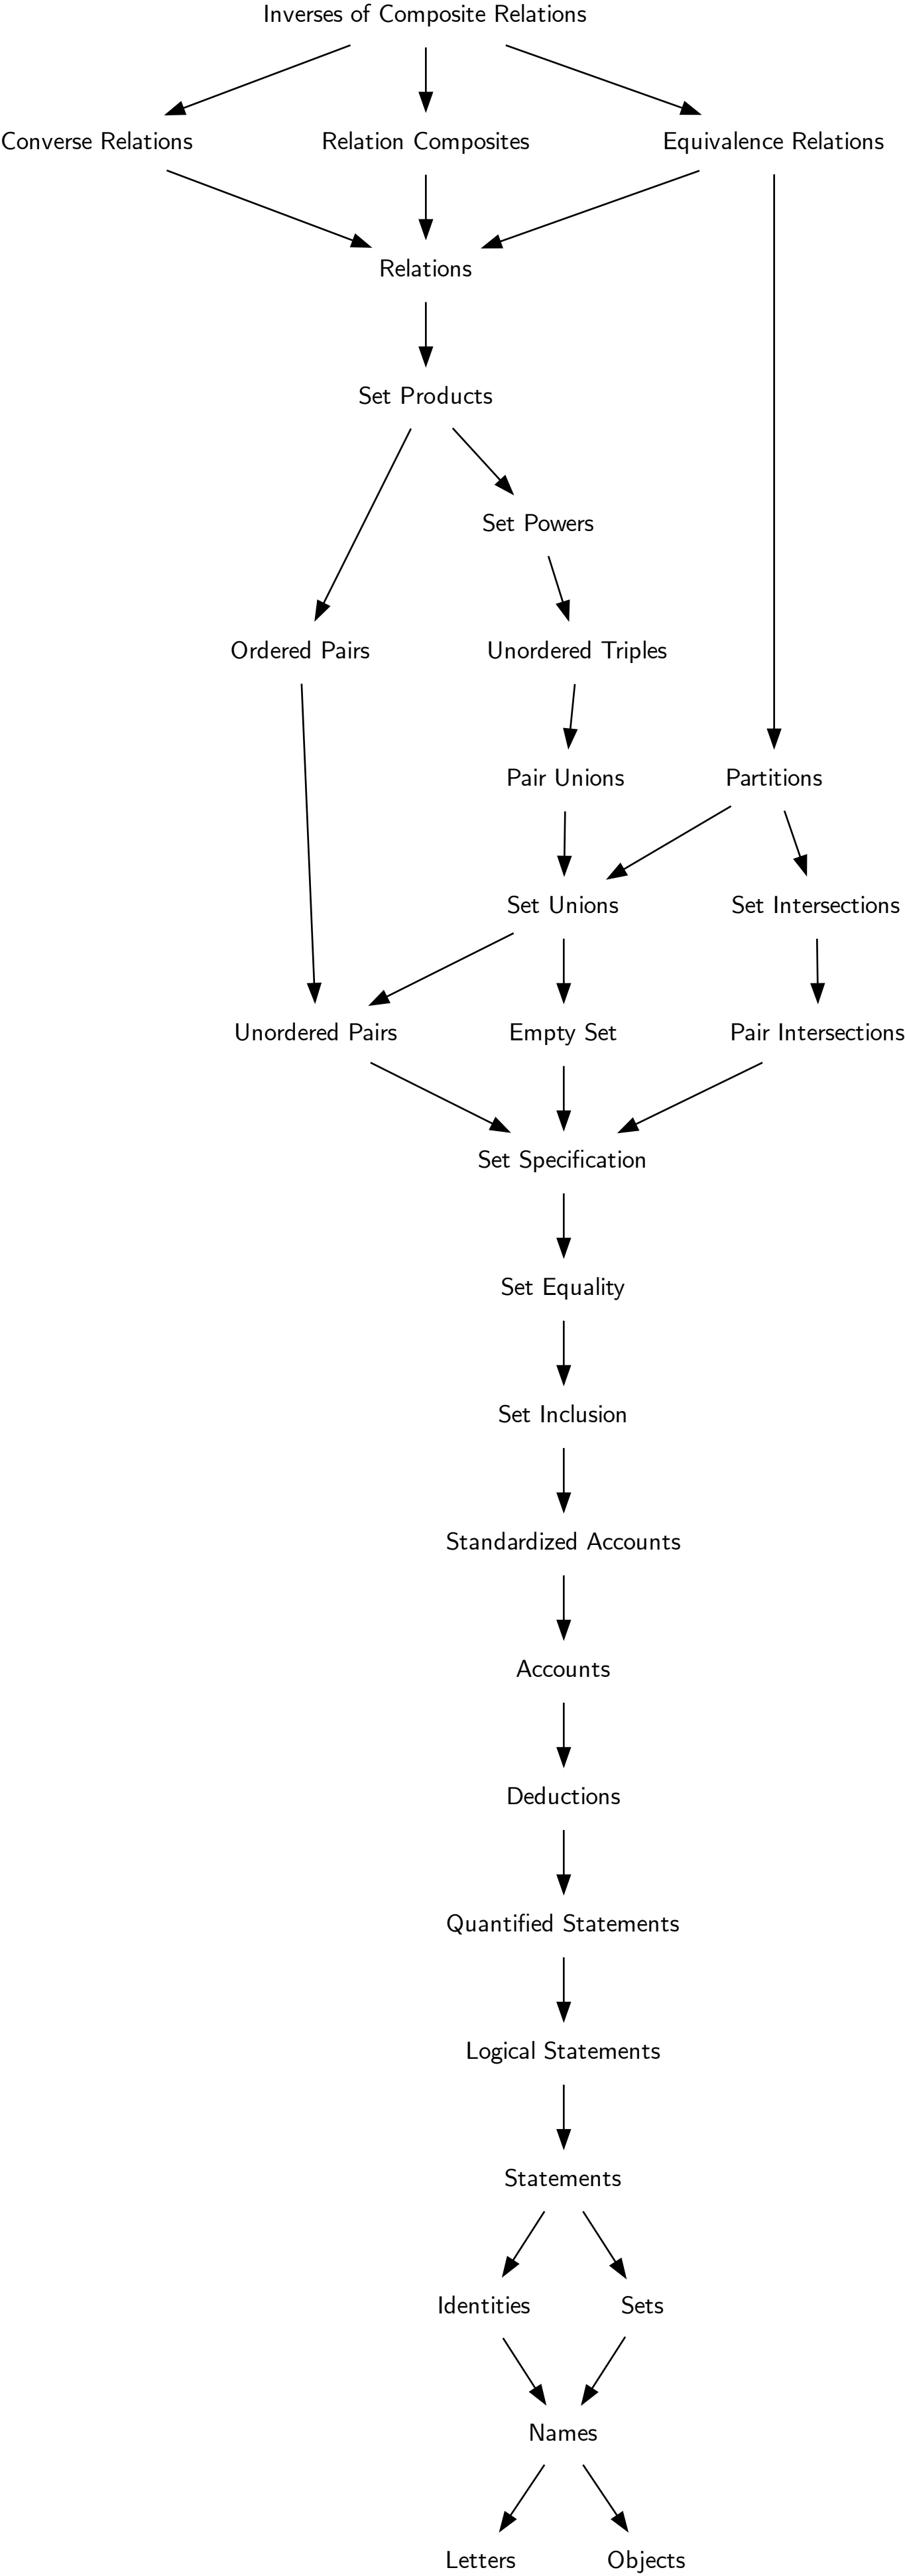 Inverses of Composite Relations
Converse Relations
Relation Composites
Equivalence Relations
Relations
Set Products
Set Powers
Ordered Pairs
Unordered Triples
Pair Unions
Partitions
Set Unions
Set Intersections
Unordered Pairs
Empty Set
Pair Intersections
Set Specification
Set Equality
Set Inclusion
Standardized Accounts
Accounts
Deductions
Quantified Statements
Logical Statements
Statements
Identities
Sets
Names
Letters
Objects